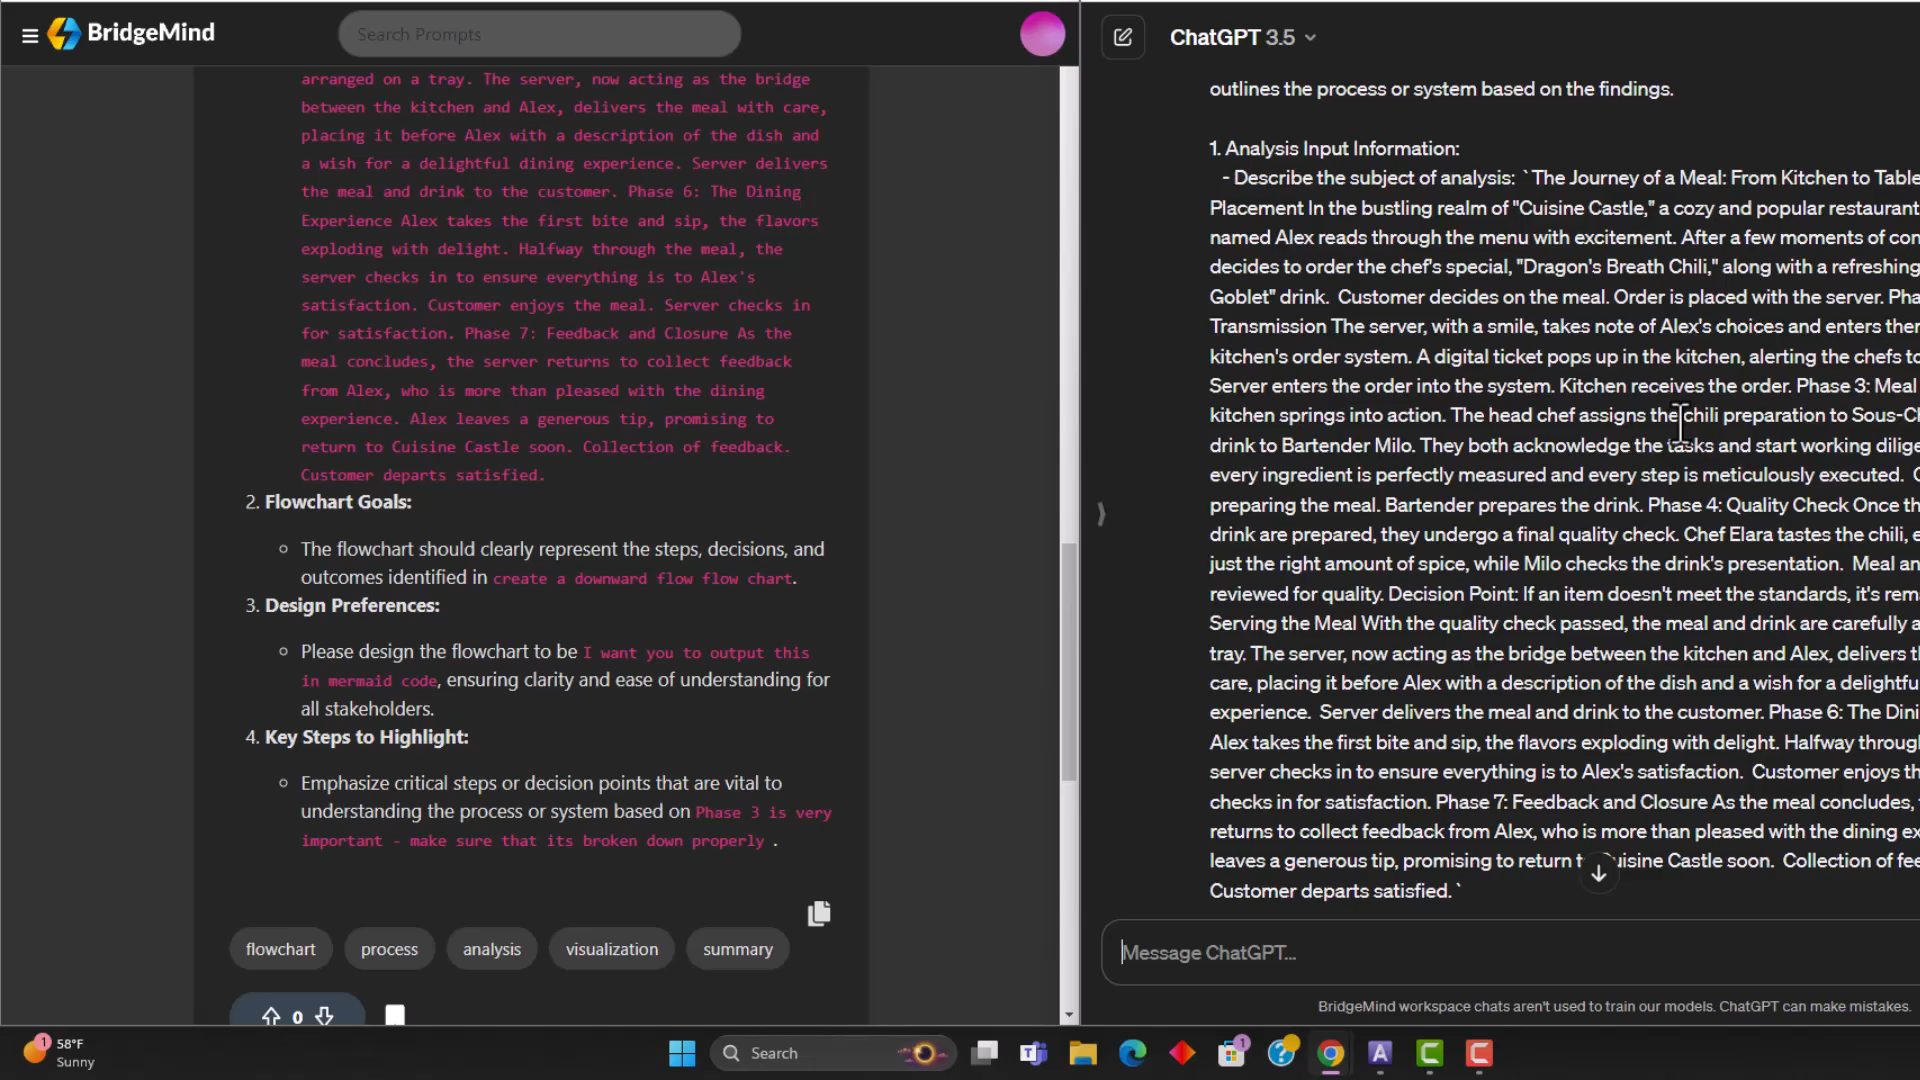 BridgeMind
Search Prompts
arranged on a tray. The server, now acting as the bridge
between the kitchen and Alex, delivers the meal with care,
placing it before Alex with a description of the dish and
a wish for a delightful dining experience. Server delivers
the meal and drink to the customer. Phase 6: The Dining
Experience Alex takes the first bite and sip, the flavors
exploding with delight. Halfway through the meal, the
server checks in to ensure everything is to Alex's
satisfaction. Customer enjoys the meal. Server checks in
for satisfaction. Phase 7: Feedback and Closure As the
meal concludes, the server returns to collect feedback
from Alex, who is more than pleased with the dining
experience. Alex leaves a generous tip, promising to
return to Cuisine Castle soon. Collection of feedback.
Customer departs satisfied.
2. Flowchart Goals:
The flowchart should clearly represent the steps, decisions, and
outcomes identified in create a downward flow flow chart.
3. Design Preferences:
Please design the flowchart to be I want you to output this
in mermaid code, ensuring clarity and ease of understanding for
all stakeholders.
4. Key Steps to Highlight:
Emphasize critical steps or decision points that are vital to
understanding the process or system based on Phase 3 is very
important - make sure that its broken down properly .
flowchart
process
analysis
visualization
summary
0
ChatGPT 3.5
outlines the process or system based on the findings.
1. Analysis Input Information:
- Describe the subject of analysis: `The Journey of a Meal: From Kitchen to Table
Placement In the bustling realm of "Cuisine Castle," a cozy and popular restaurant
named Alex reads through the menu with excitement. After a few moments of con
decides to order the chef's special, "Dragon's Breath Chili," along with a refreshing
Goblet" drink. Customer decides on the meal. Order is placed with the server. Pha
Transmission The server, with a smile, takes note of Alex's choices and enters ther
kitchen's order system. A digital ticket pops up in the kitchen, alerting the chefs to
Server enters the order into the system. Kitchen receives the order. Phase 3: Meal
kitchen springs into action. The head chef assigns the chili preparation to Sous-Ch
drink to Bartender Milo. They both acknowledge the tasks and start working dilige
every ingredient is perfectly measured and every step is meticulously executed. C
preparing the meal. Bartender prepares the drink. Phase 4: Quality Check Once th
drink are prepared, they undergo a final quality check. Chef Elara tastes the chili, e
just the right amount of spice, while Milo checks the drink's presentation. Meal an
reviewed for quality. Decision Point: If an item doesn't meet the standards, it's rem
Serving the Meal With the quality check passed, the meal and drink are carefully a
tray. The server, now acting as the bridge between the kitchen and Alex, delivers th
care, placing it before Alex with a description of the dish and a wish for a delightfu
experience. Server delivers the meal and drink to the customer. Phase 6: The Dini
Alex takes the first bite and sip, the flavors exploding with delight. Halfway throug
server checks in to ensure everything is to Alex's satisfaction. Customer enjoys th
checks in for satisfaction. Phase 7: Feedback and Closure As the meal concludes,
returns to collect feedback from Alex, who is more than pleased with the dining ex
leaves a generous tip, promising to return to Cuisine Castle soon. Collection of fee
Customer departs satisfied. `
Message ChatGPT...
BridgeMind workspace chats aren't used to train our models. ChatGPT can make mistakes.
1
58°F
Sunny
Search
1